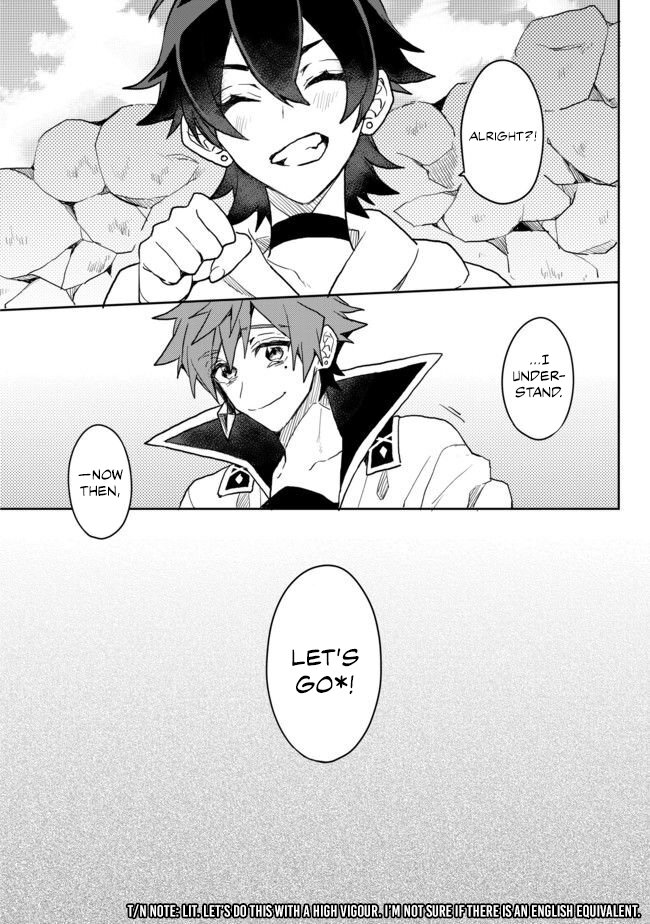 ALRIGHT?!
...I
UNDER-
STAND.
—NOW
THEN,
LET'S
GO*!
T/N NOTE: LIT. LET'S DO THIS WITH A HIGH VIGOUR. I'M NOT SURE IF THERE IS AN ENGLISH EQUIVALENT.